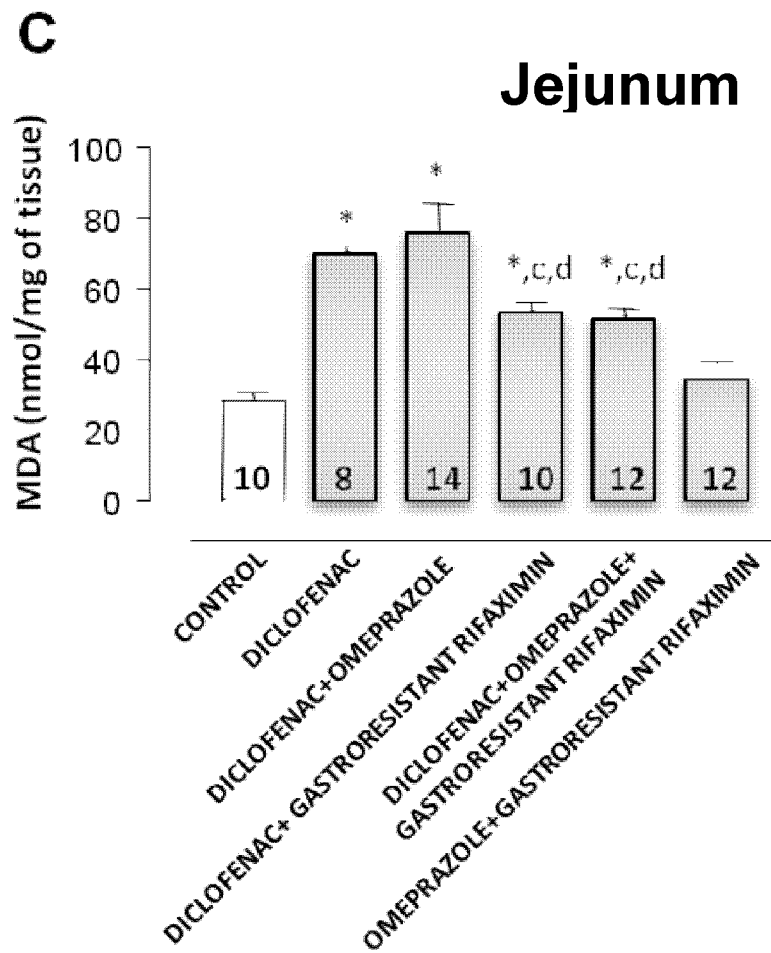 C
Jejunum
MDA (nmol/mg of tissue)
100
80
60
40
20
0
*
*
*,c,d
*,c,d
10
8
14
10
12
12
CONTROL
DICLOFENAC
DICLOFENAC+OMEPRAZOLE
DICLOFENAC+ GASTRORESISTANT RIFAXIMIN
DICLOFENAC+OMEPRAZOLE+
GASTRORESISTANT RIFAXIMIN
OMEPRAZOLE+GASTRORESISTANT RIFAXIMIN